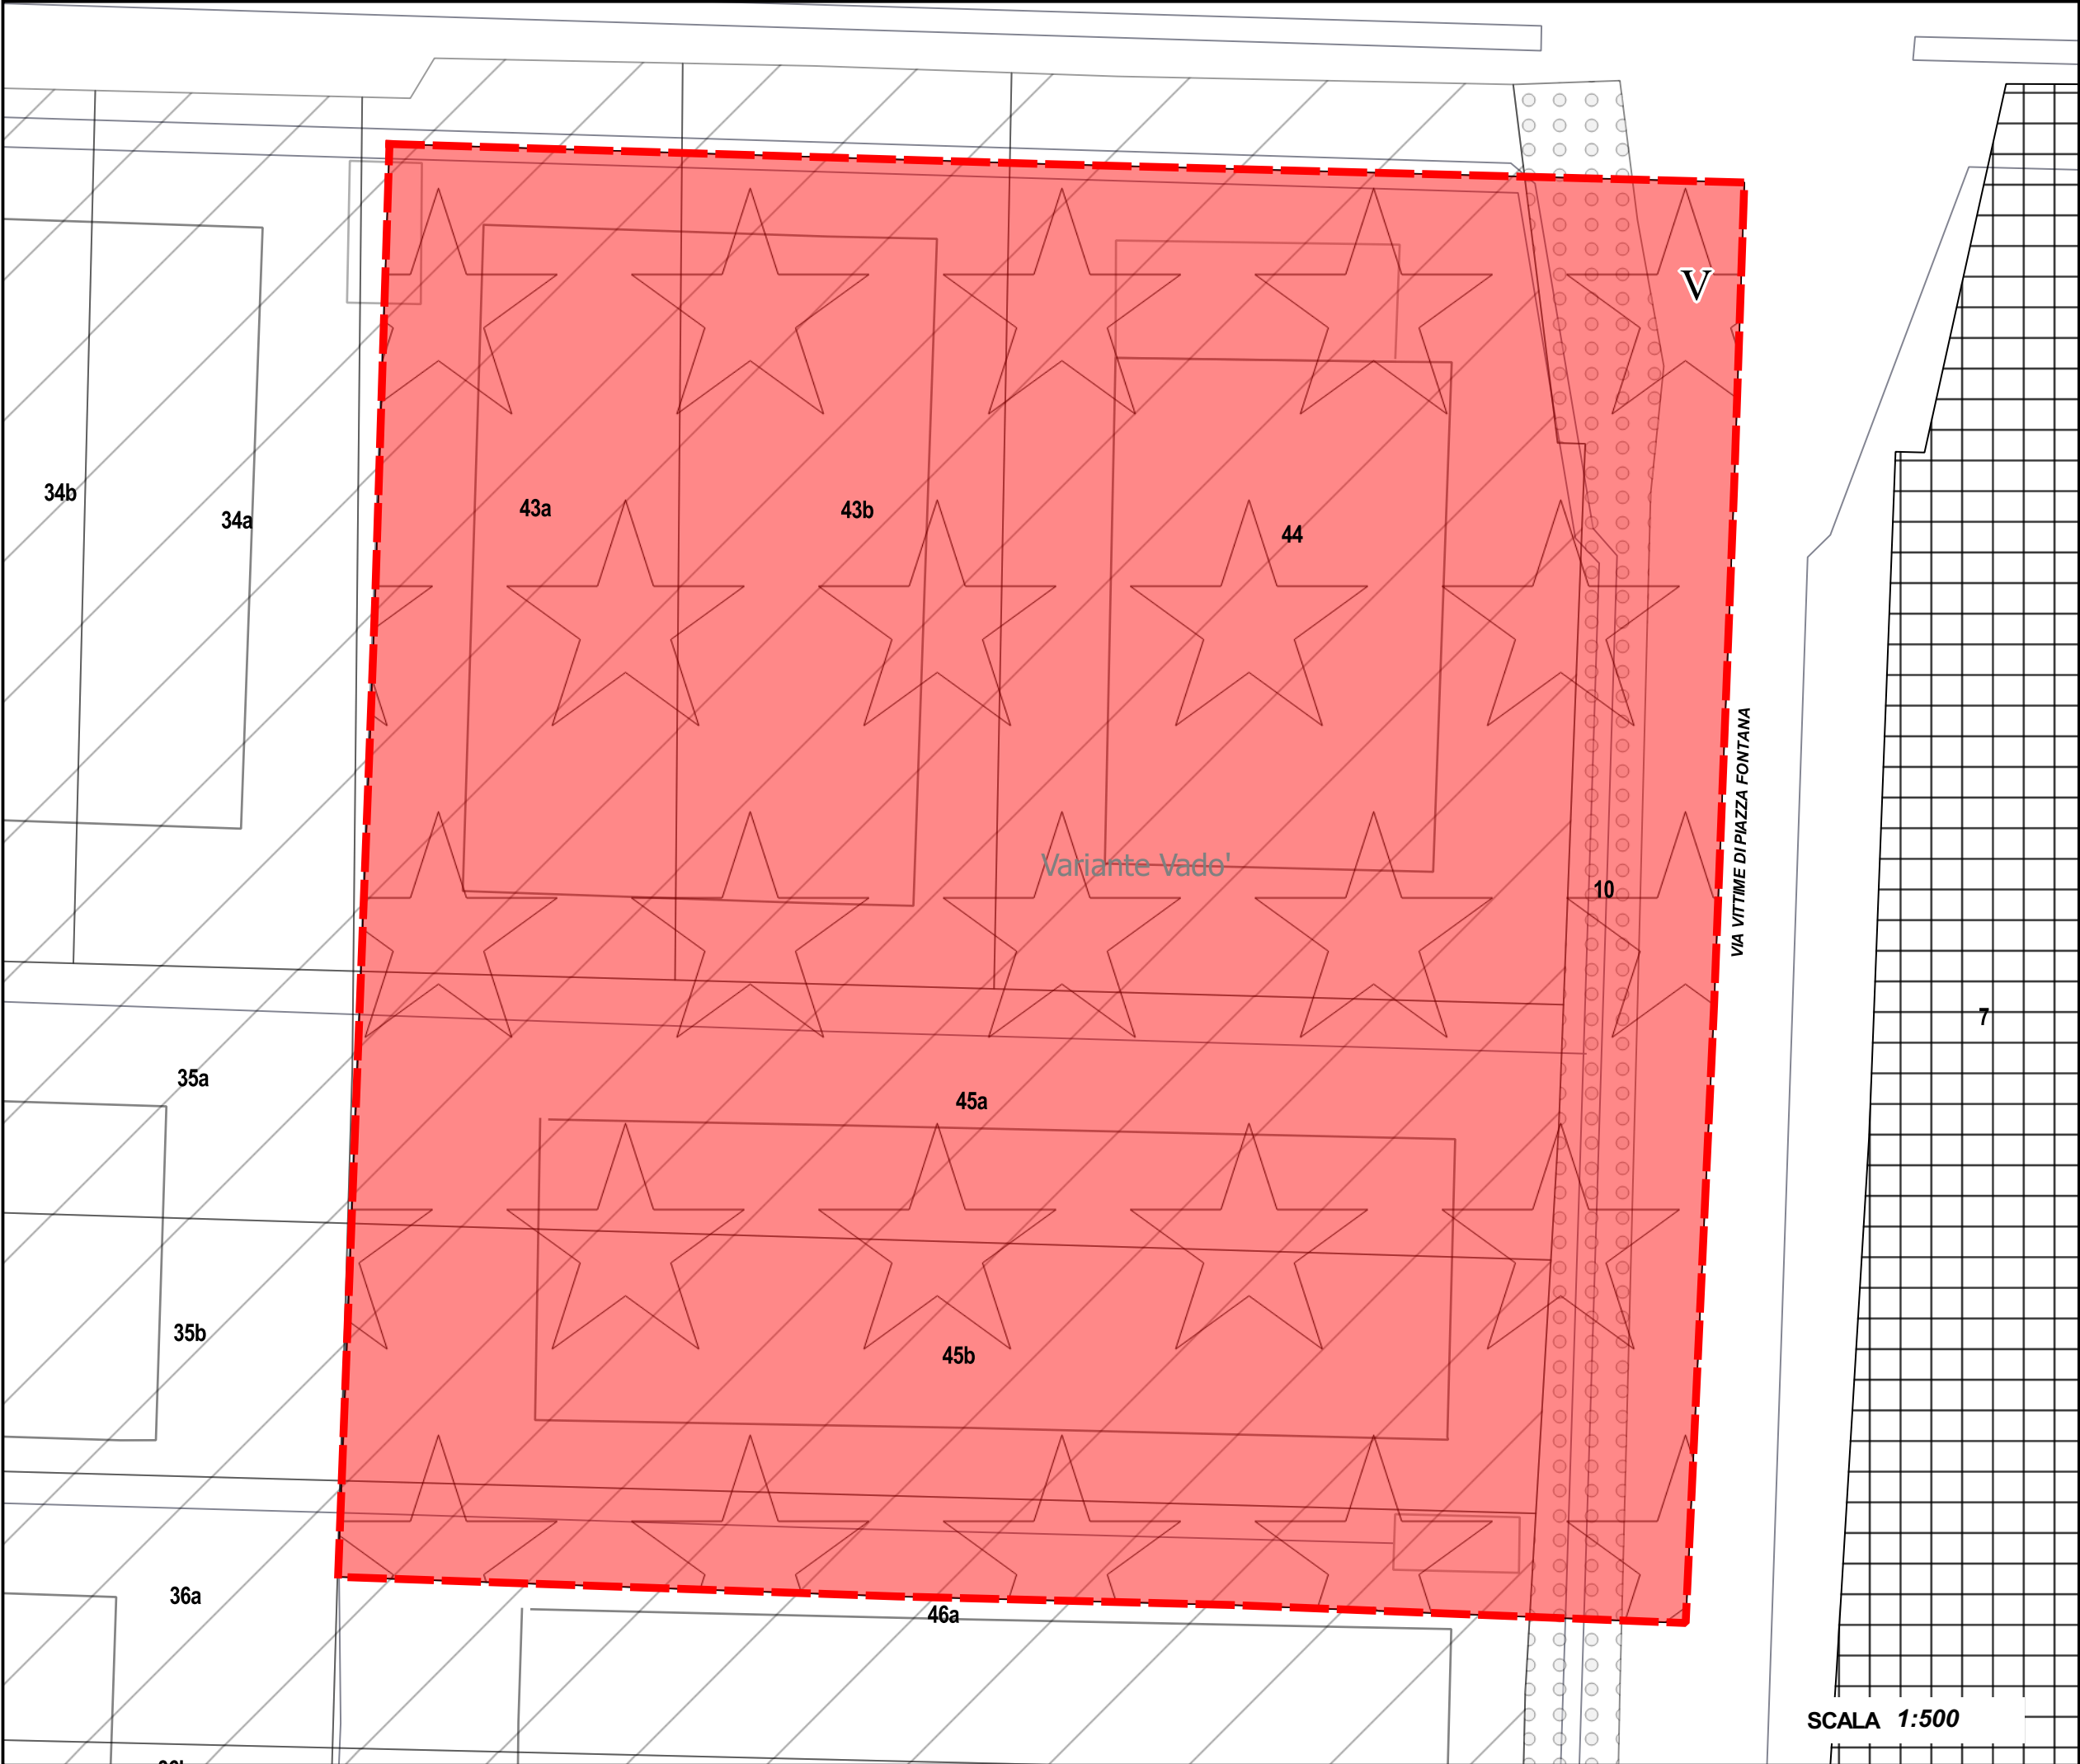 V
34b
34a
43a
43b
44
VIA VITTIME DI PIAZZA FONTANA
Variante Vado'
10
7
35a
45a
35b
45b
36a
46a
SCALA 1:500